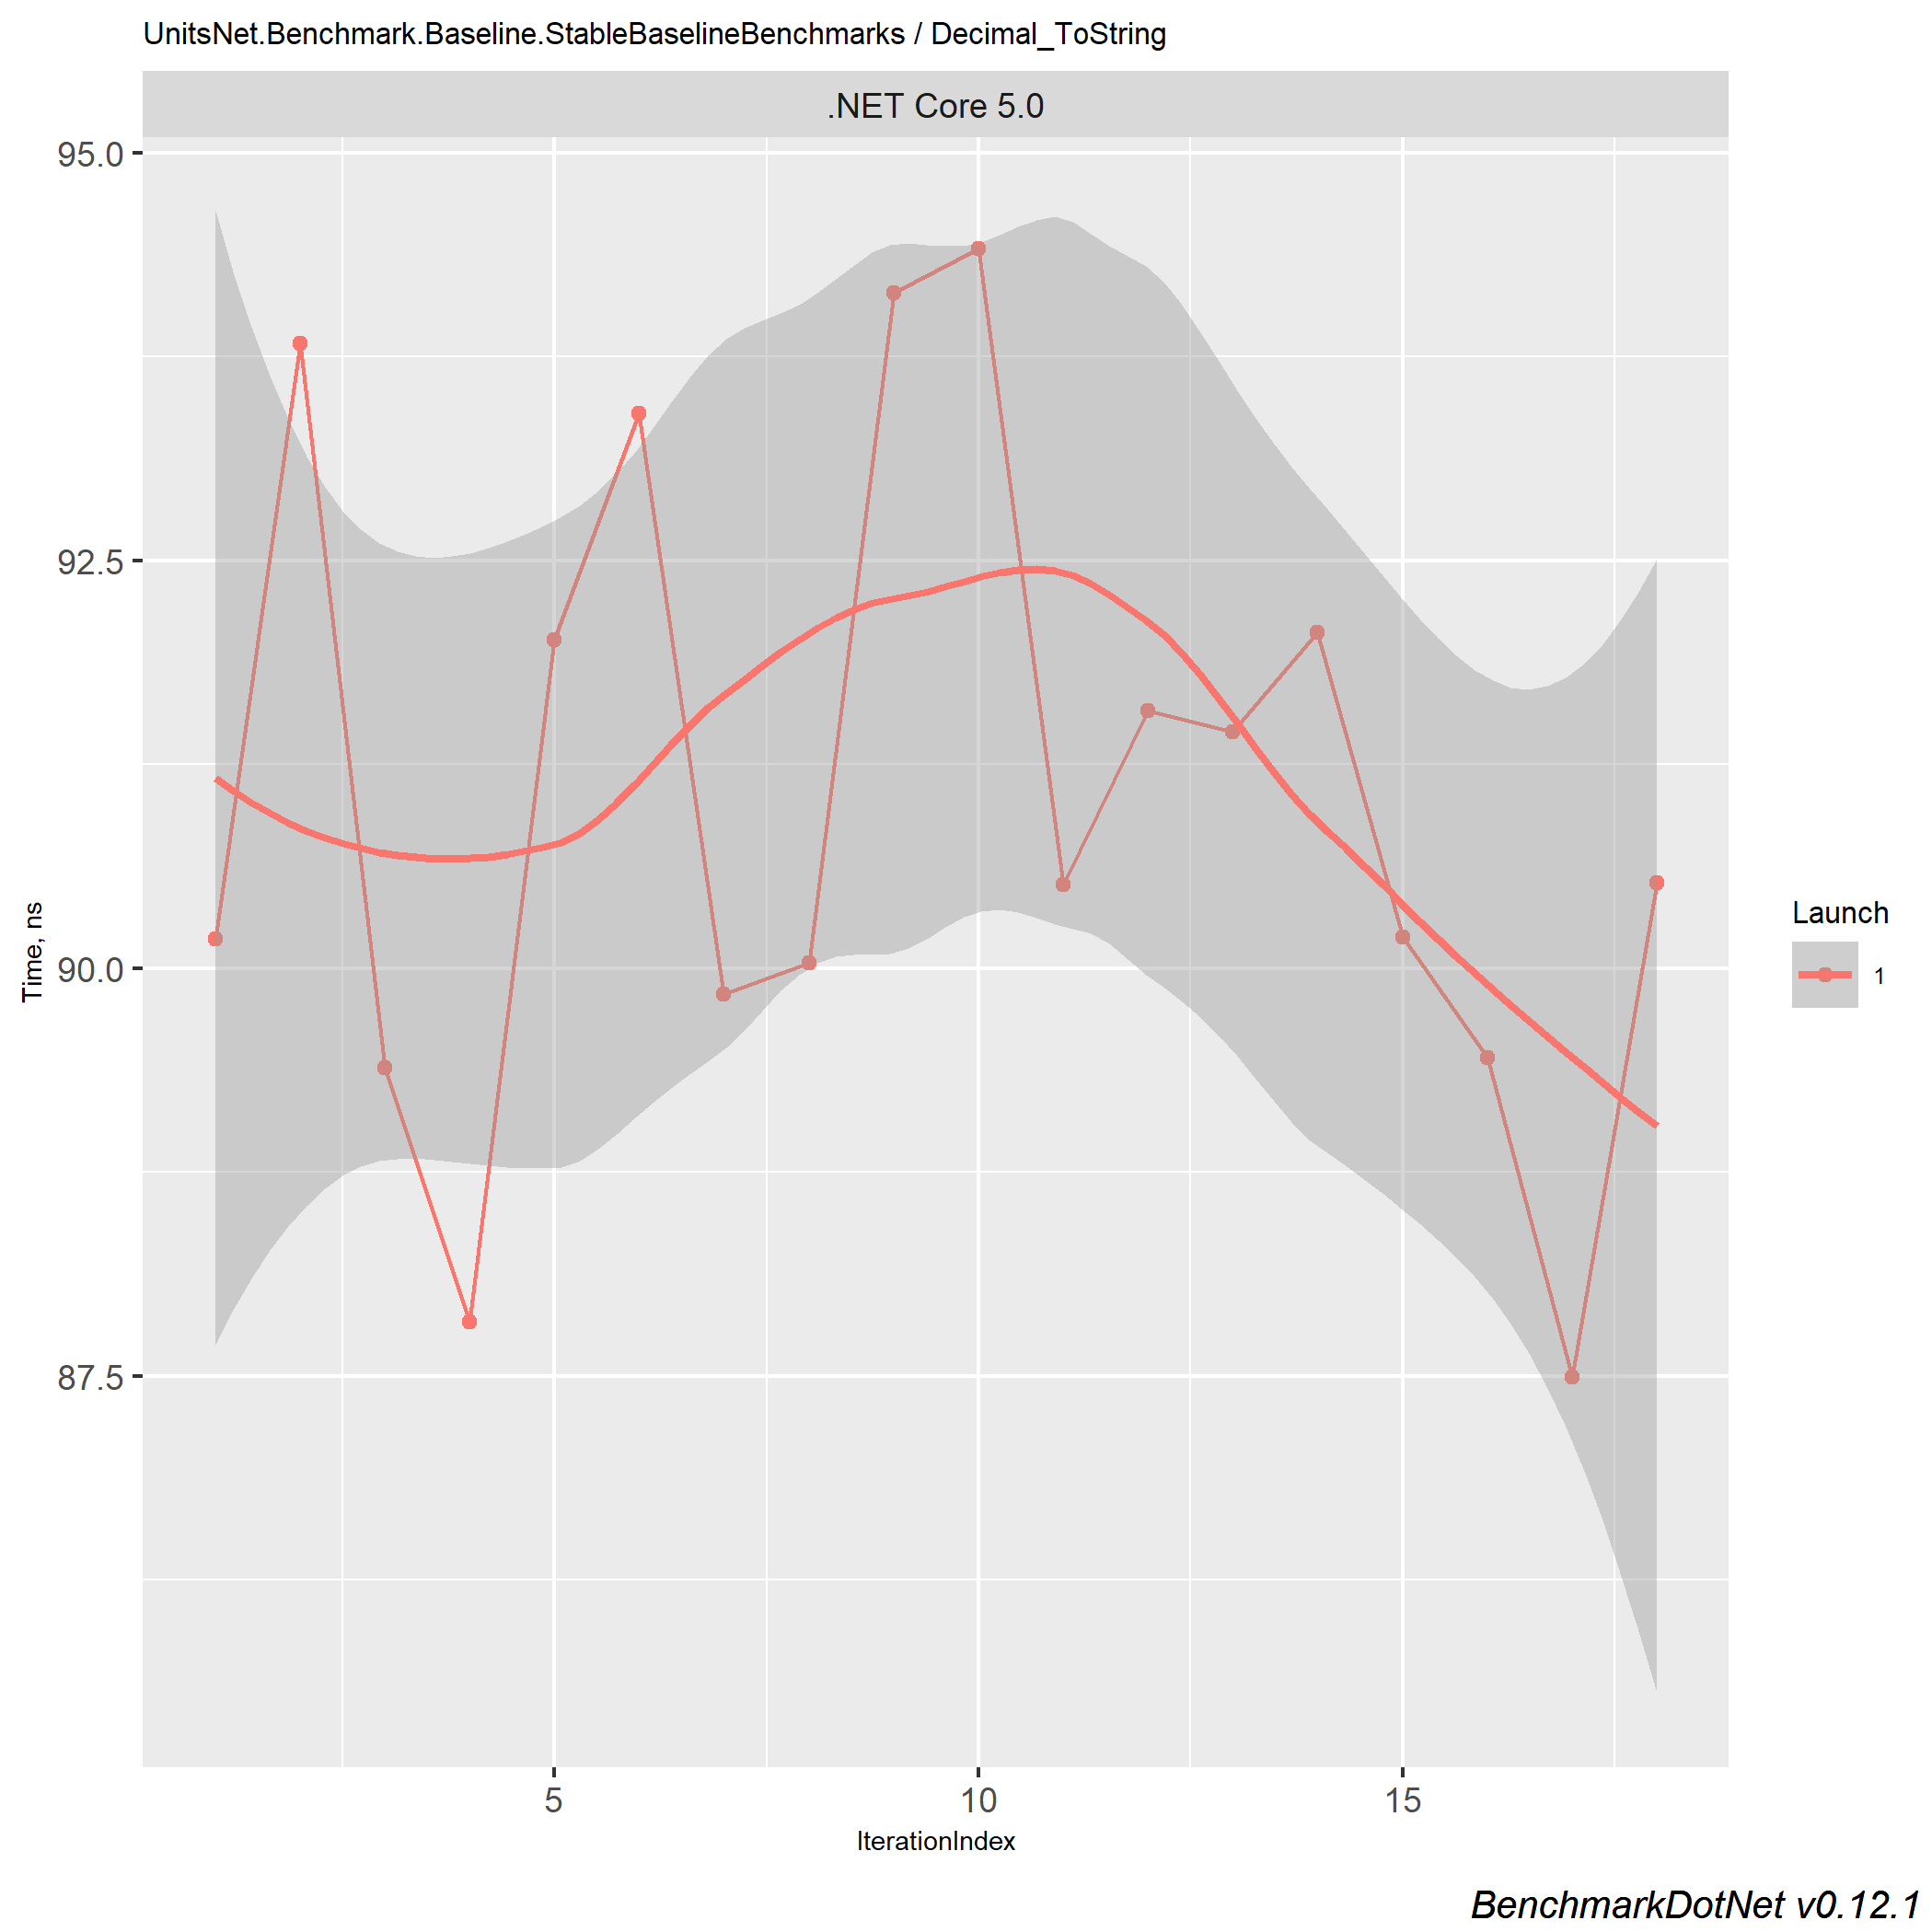 UnitsNet.Benchmark.Baseline.StableBaselineBenchmarks / Decimal_ToString
.NET Core 5.0
95.0
92.5
90.0
87.5
Time, ns
5 10 15
IterationIndex
Launch
1
BenchmarkDotNet v0.12.1